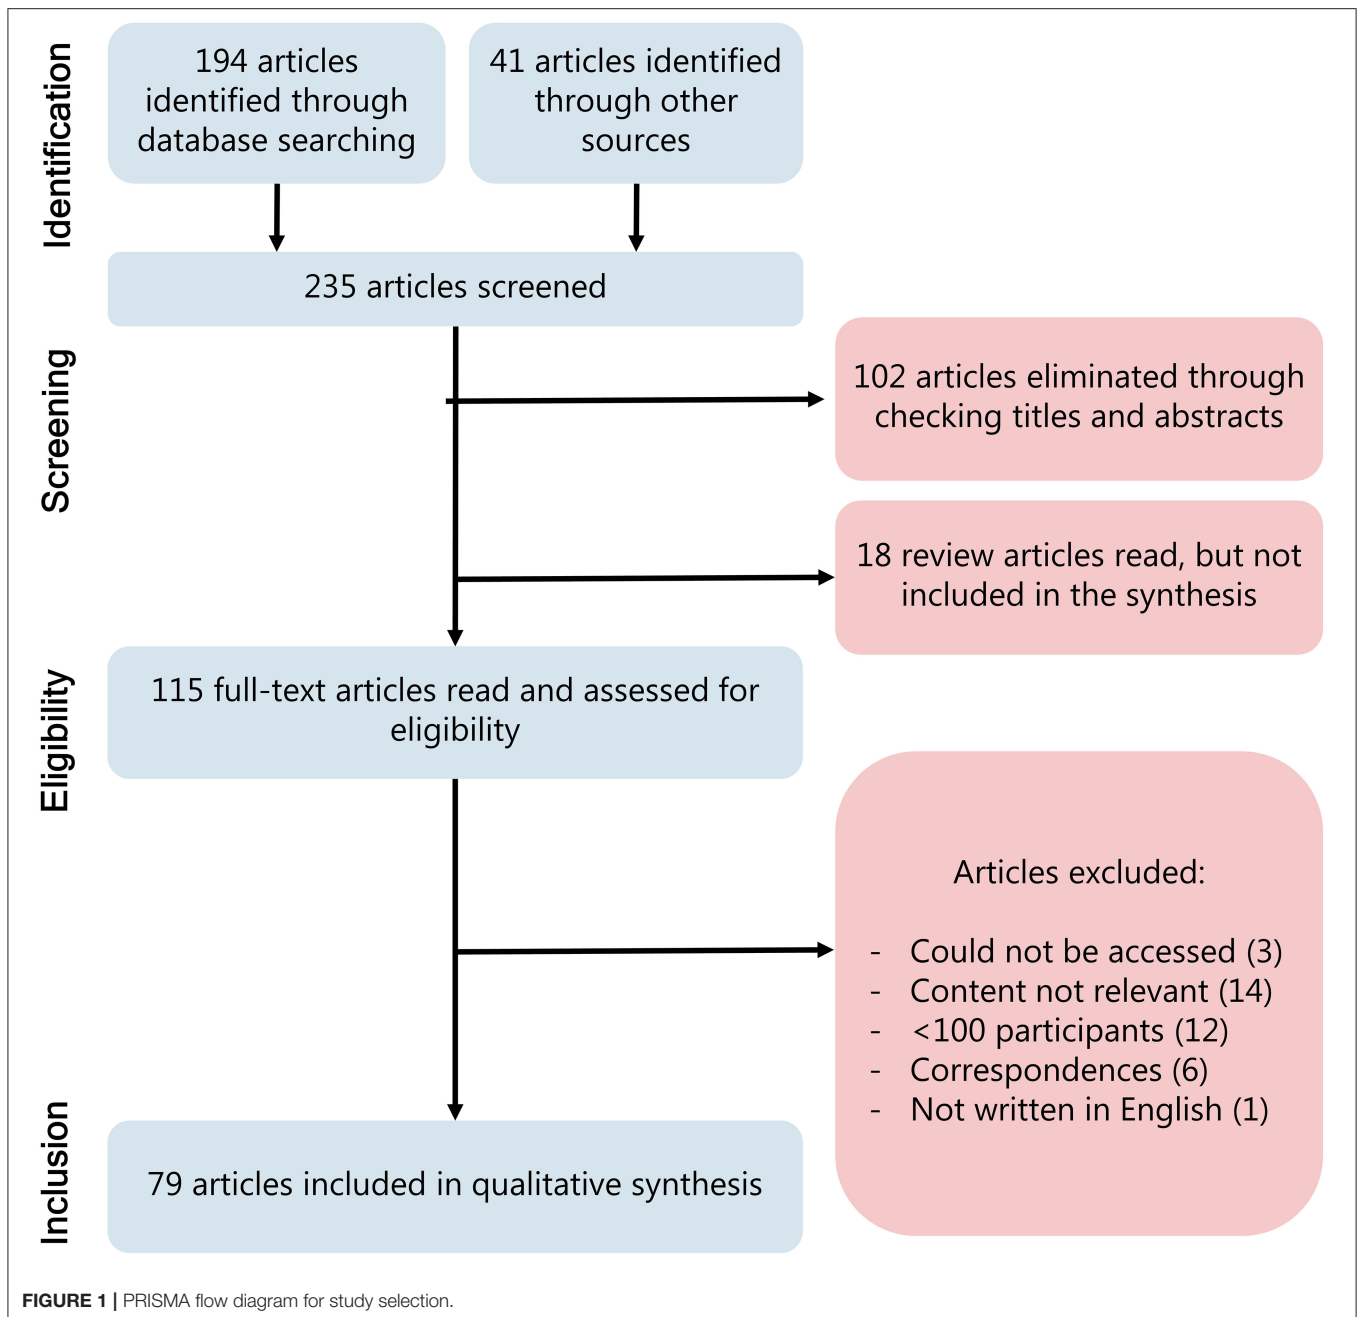 Identification
194 articles
identified through
database searching
41 articles identified
through other
sources
235 articles screened
Screening
102 articles eliminated through
checking titles and abstracts
18 review articles read, but not
included in the synthesis
Eligibility
115 full-text articles read and assessed for
eligibility
Articles excluded:
- Could not be accessed (3)
- Content not relevant (14)
- <100 participants (12)
- Correspondences (6)
- Not written in English (1)
Inclusion
79 articles included in qualitative synthesis
FIGURE 1 | PRISMA flow diagram for study selection.